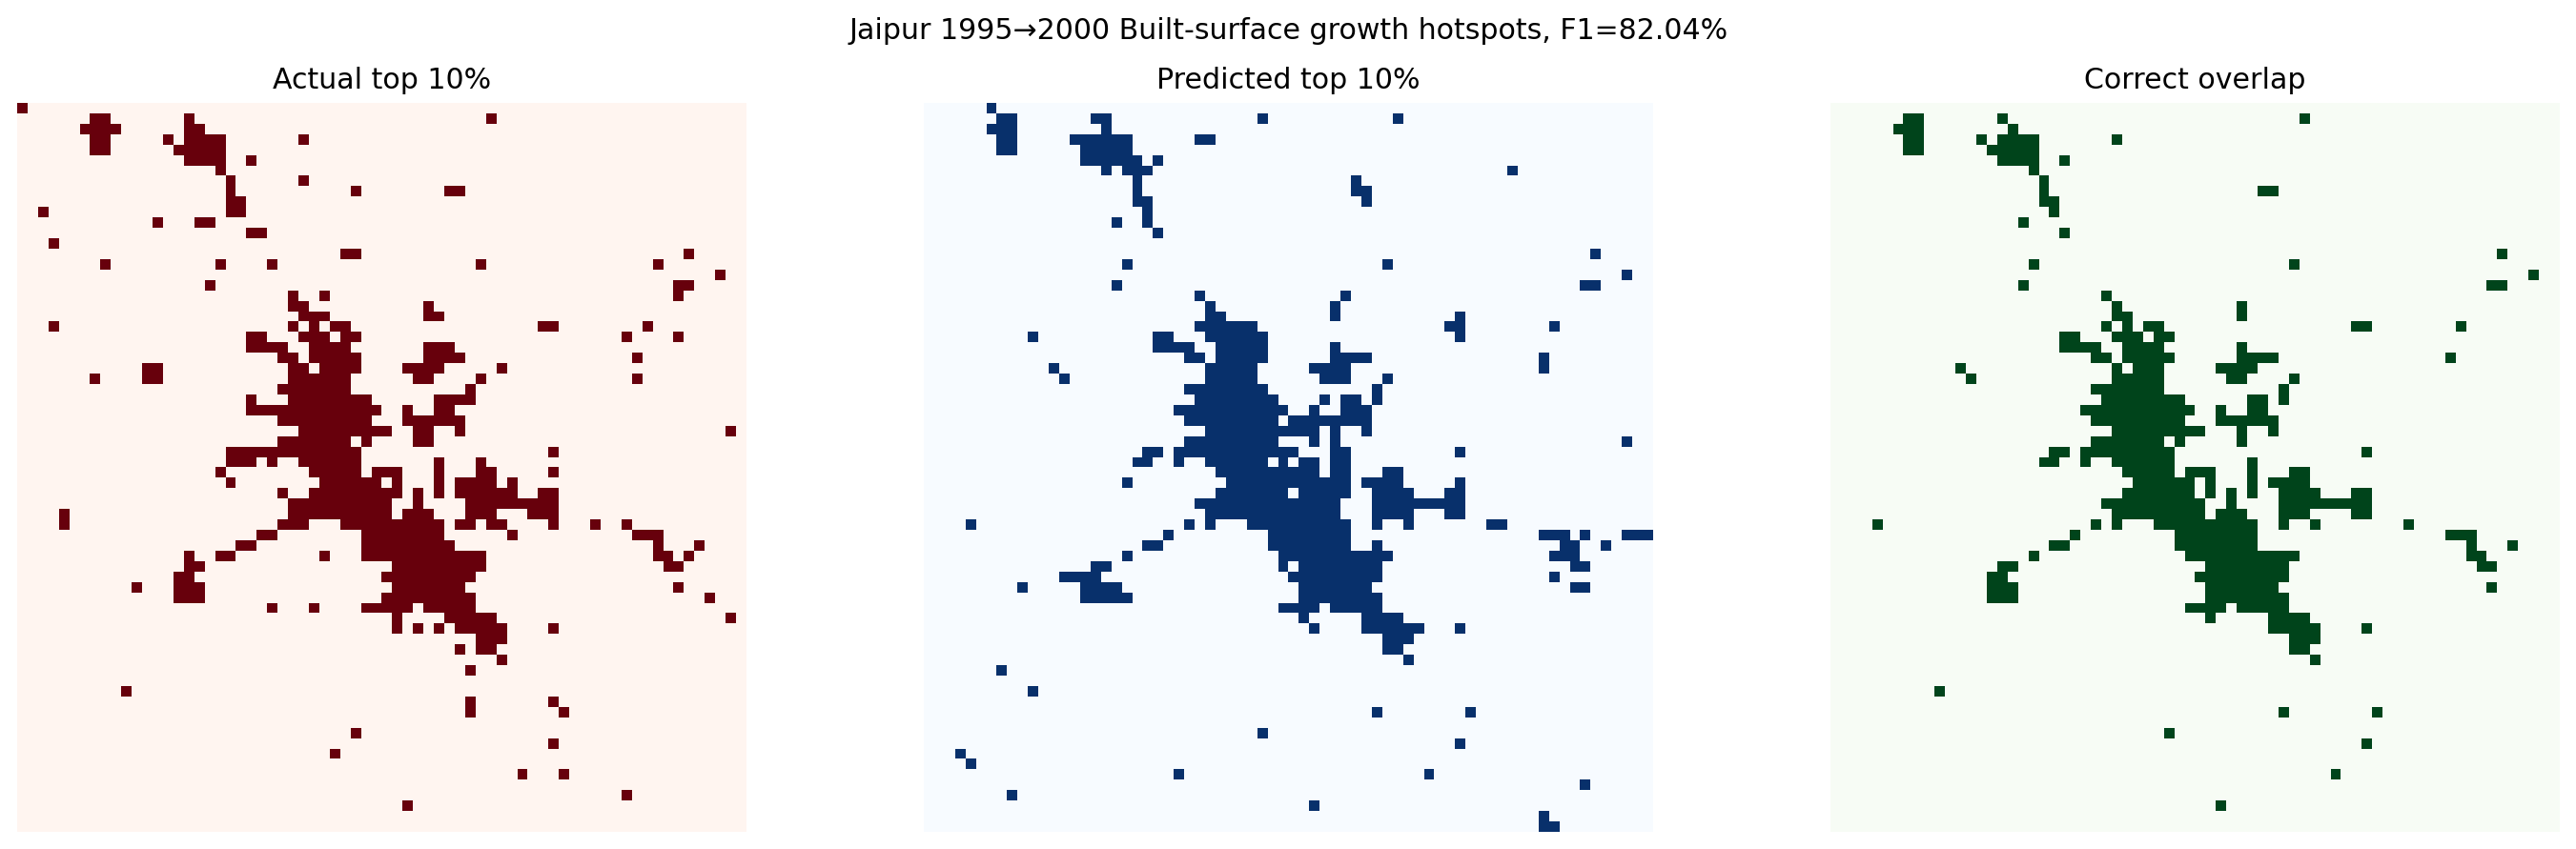 Jaipur 1995→2000 Built-surface growth hotspots, F1=82.04%
Actual top 10%
Predicted top 10%
Correct overlap